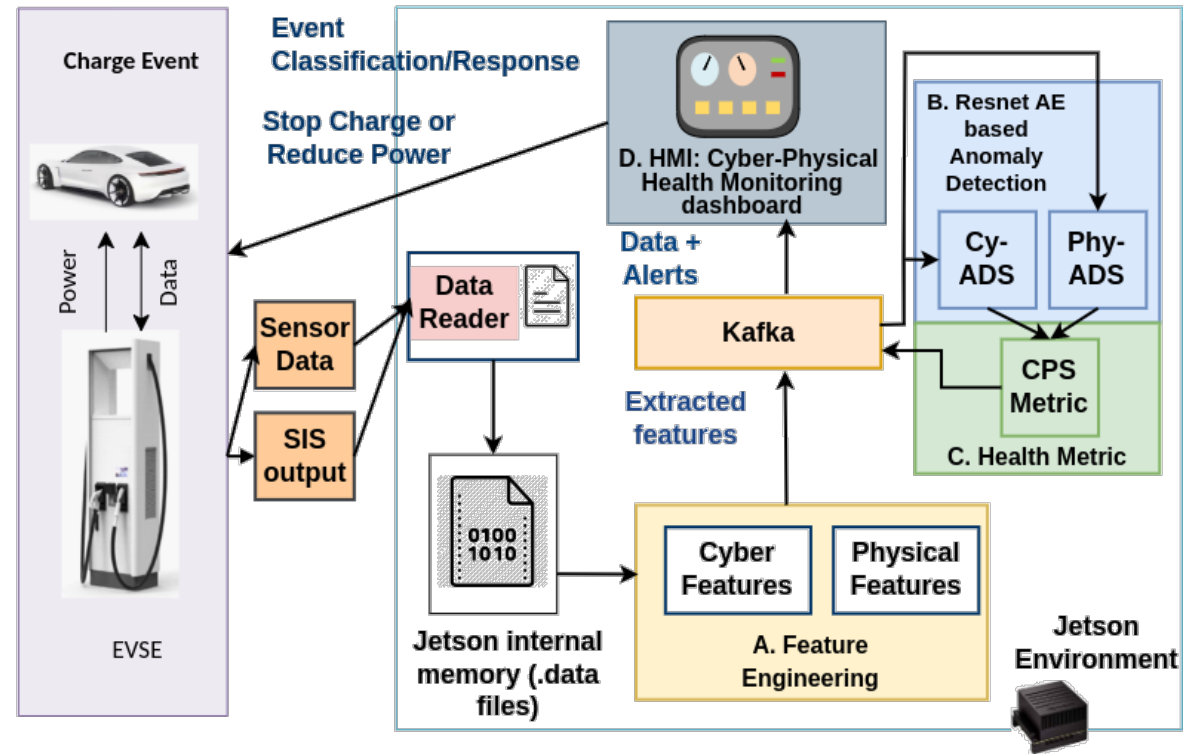 Charge Event
Power
Data
EVSE
Event
Classification/Response
Stop Charge or
Reduce Power
Sensor
Data
SIS
output
Data
Reader
0100
1010
Jetson internal
memory (.data
files)
D. HMI: Cyber-Physical
Health Monitoring
dashboard
Data +
Alerts
Kafka
Extracted
features
Cyber
Features
Physical
Features
A. Feature
Engineering
B. Resnet AE
based
Anomaly
Detection
Cy-
ADS
Phy-
ADS
CPS
Metric
C. Health Metric
Jetson
Environment